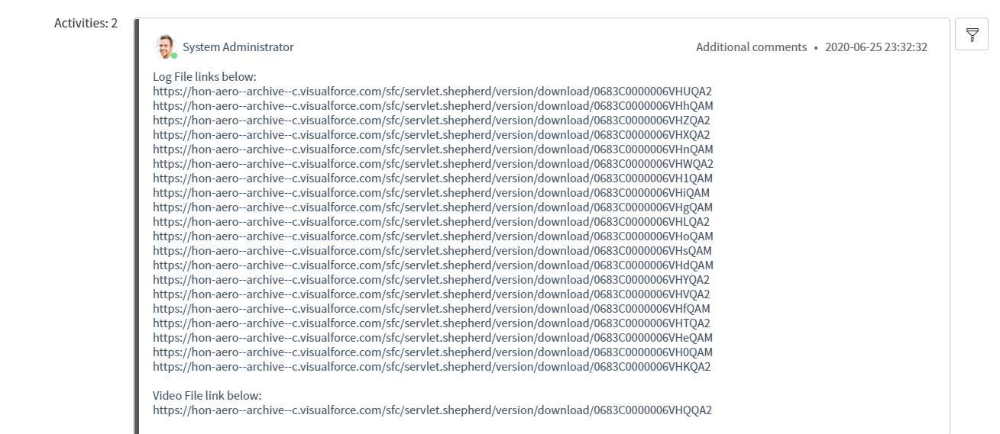 Activities: 2
System Administrator
Additional comments • 2020-06-25 23:32:32
Log File links below:
https://hon-aero--archive--c.visualforce.com/sfc/servlet.shepherd/version/download/0683C0000006VHUQA2
https://hon-aero--archive--c.visualforce.com/sfc/servlet.shepherd/version/download/0683C0000006VHhQAM
https://hon-aero--archive--c.visualforce.com/sfc/servlet.shepherd/version/download/0683C0000006VHZQA2
https://hon-aero--archive--c.visualforce.com/sfc/servlet.shepherd/version/download/0683C0000006VHXQA2
https://hon-aero--archive--c.visualforce.com/sfc/servlet.shepherd/version/download/0683C0000006VHnQAM
https://hon-aero--archive--c.visualforce.com/sfc/servlet.shepherd/version/download/0683C0000006VHWQA2
https://hon-aero--archive--c.visualforce.com/sfc/servlet.shepherd/version/download/0683C0000006VH1QAM
https://hon-aero--archive--c.visualforce.com/sfc/servlet.shepherd/version/download/0683C0000006VHiQAM
https://hon-aero--archive--c.visualforce.com/sfc/servlet.shepherd/version/download/0683C0000006VHgQAM
https://hon-aero--archive--c.visualforce.com/sfc/servlet.shepherd/version/download/0683C0000006VHLQA2
https://hon-aero--archive--c.visualforce.com/sfc/servlet.shepherd/version/download/0683C0000006VHoQAM
https://hon-aero--archive--c.visualforce.com/sfc/servlet.shepherd/version/download/0683C0000006VHsQAM
https://hon-aero--archive--c.visualforce.com/sfc/servlet.shepherd/version/download/0683C0000006VHdQAM
https://hon-aero--archive--c.visualforce.com/sfc/servlet.shepherd/version/download/0683C0000006VHYQA2
https://hon-aero--archive--c.visualforce.com/sfc/servlet.shepherd/version/download/0683C0000006VHVQA2
https://hon-aero--archive--c.visualforce.com/sfc/servlet.shepherd/version/download/0683C0000006VHfQAM
https://hon-aero--archive--c.visualforce.com/sfc/servlet.shepherd/version/download/0683C0000006VHTQA2
https://hon-aero--archive--c.visualforce.com/sfc/servlet.shepherd/version/download/0683C0000006VHeQAM
https://hon-aero--archive--c.visualforce.com/sfc/servlet.shepherd/version/download/0683C0000006VH0QAM
https://hon-aero--archive--c.visualforce.com/sfc/servlet.shepherd/version/download/0683C0000006VHKQA2
Video File link below:
https://hon-aero--archive--c.visualforce.com/sfc/servlet.shepherd/version/download/0683C0000006VHQQA2